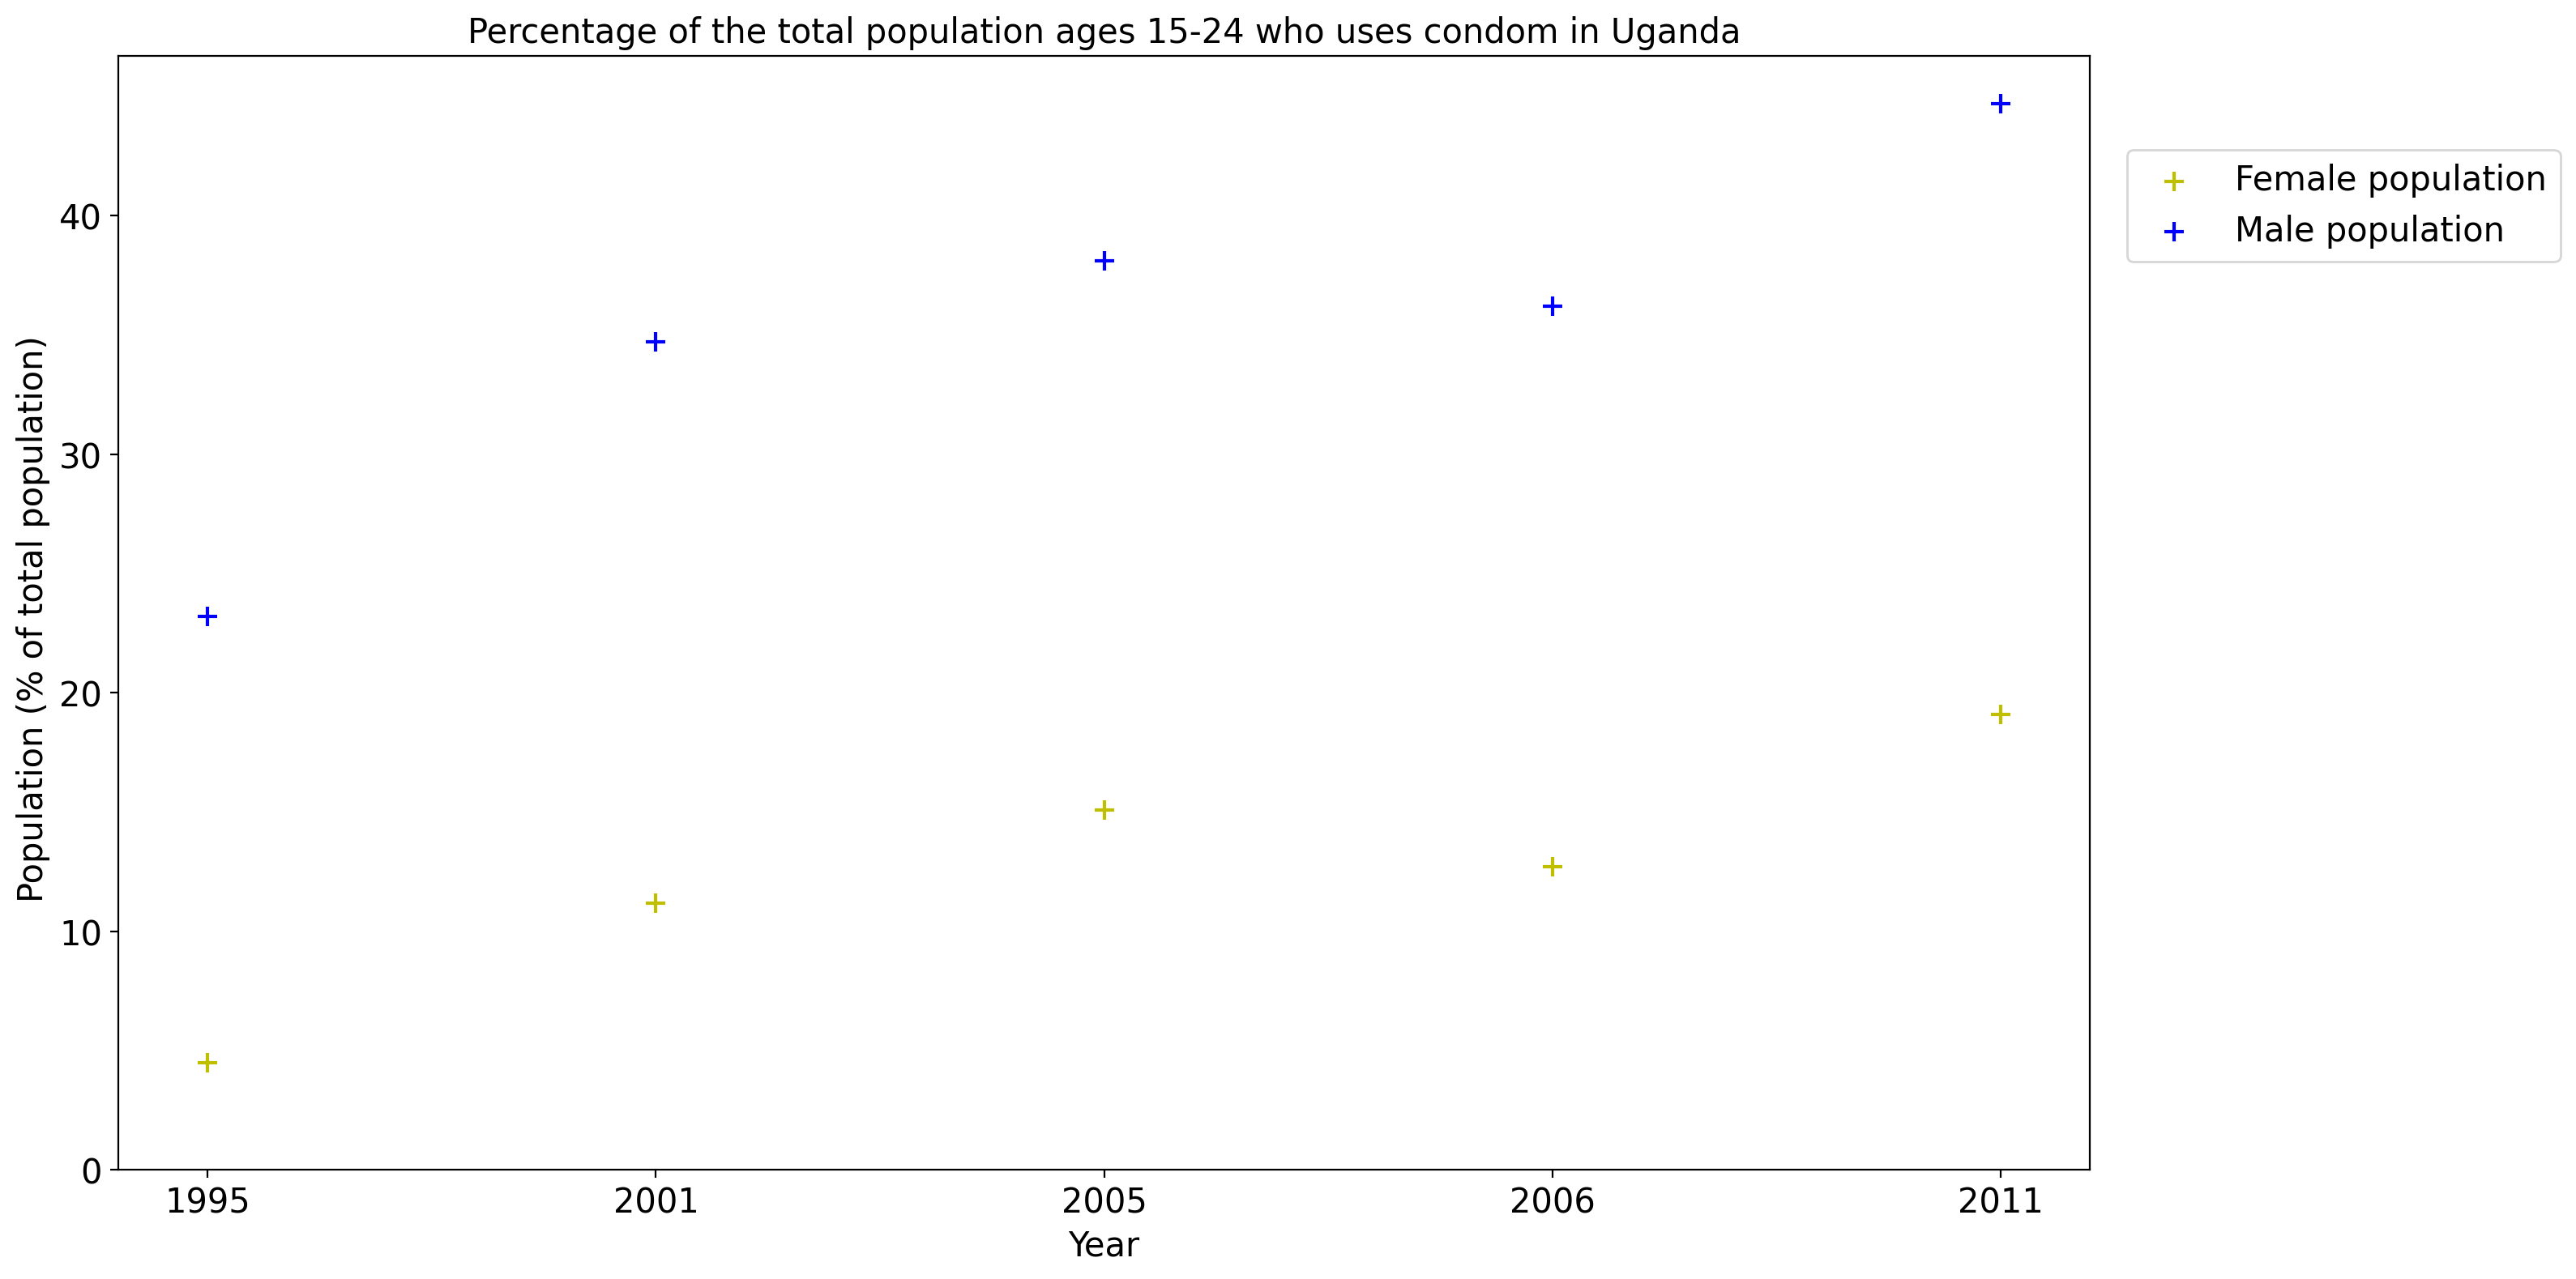 Percentage of the total population ages 15-24 who uses condom in Uganda
Population (% of total population)
40
30
20
10
0
1995 2001 2005 2006 2011
Year
Female population
Male population